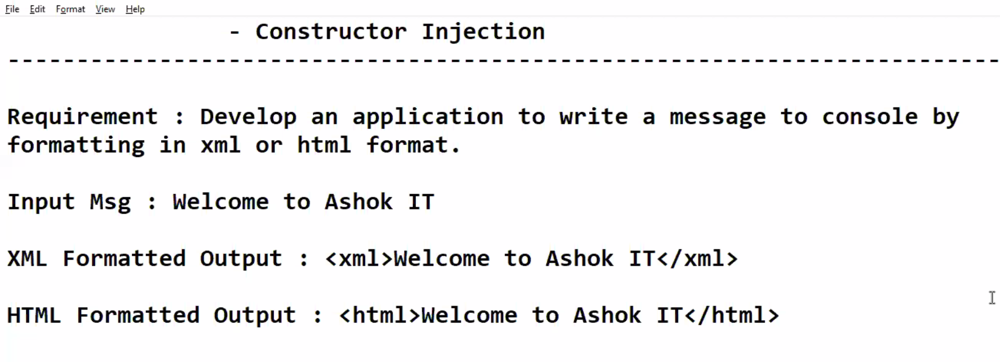 File Edit Format View Help
- Constructor Injection
-------------------------------------------------------------------------
Requirement : Develop an application to write a message to console by
formatting in xml or html format.
Input Msg : Welcome to Ashok IT
XML Formatted Output : <xml>Welcome to Ashok IT</xml>
HTML Formatted Output : <html>Welcome to Ashok IT</html>